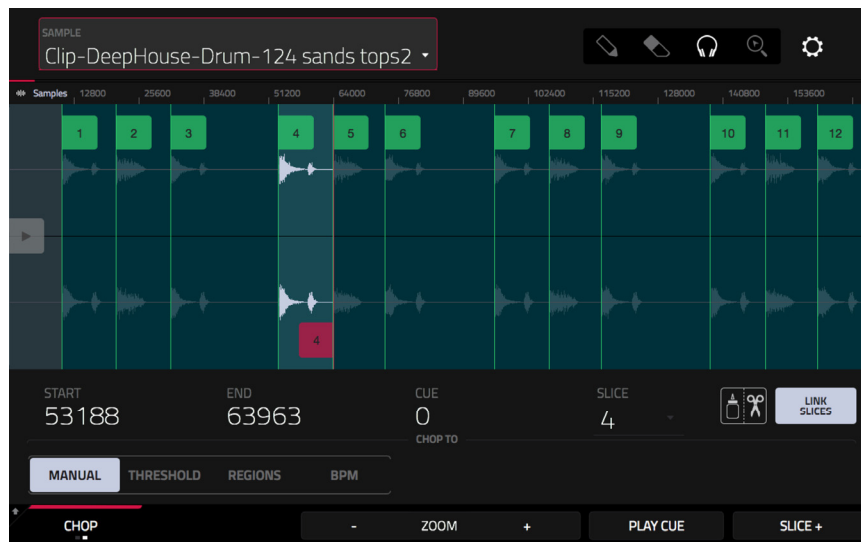 SAMPLE
Clip-DeepHouse-Drum-124 sands tops2
Samples 12800 25600 38400 51200 64000 76800 89600 102400 115200 128000 140800 153600
1 2 3 4 5 6 7 8 9 10 11 12
4
START END CUE SLICE
53188 63963 0 4
LINK SLICES
CHOP TO
MANUAL THRESHOLD REGIONS BPM
CHOP - ZOOM + PLAY CUE SLICE +